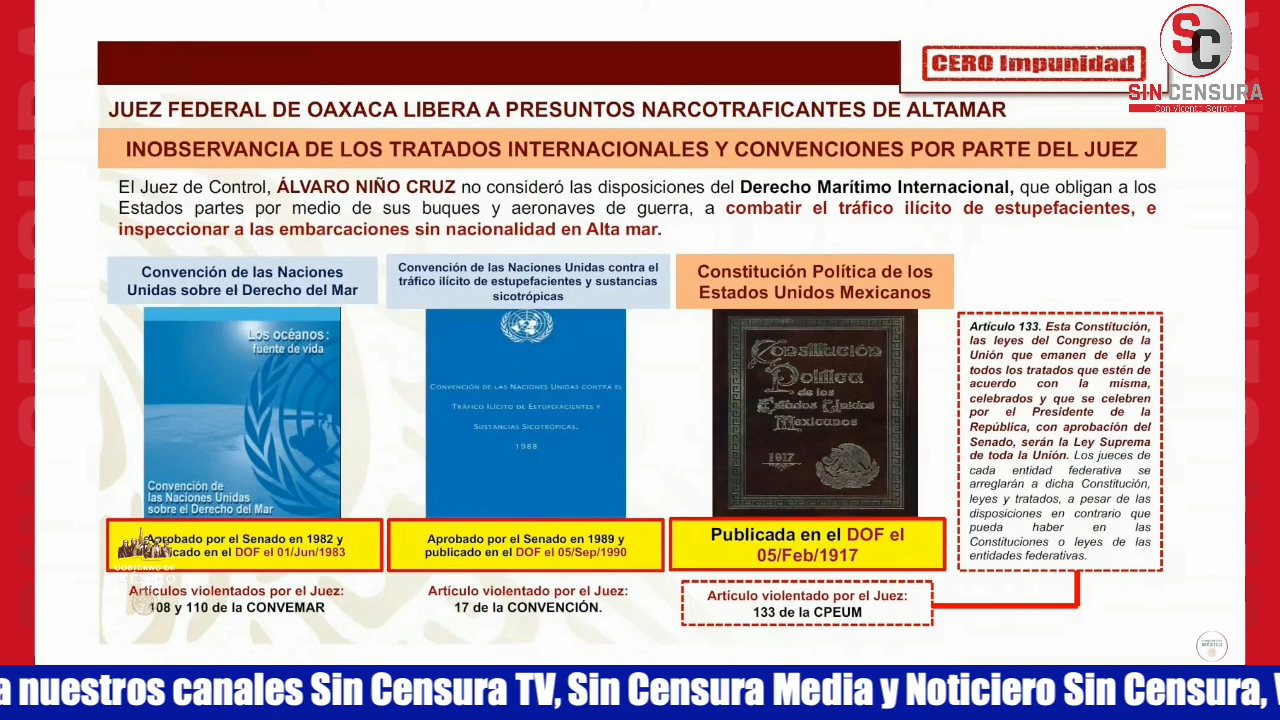 CERO Impunidad
SC
SIN CENSURA
Con Vicente Serrano
JUEZ FEDERAL DE OAXACA LIBERA A PRESUNTOS NARCOTRAFICANTES DE ALTAMAR
INOBSERVANCIA DE LOS TRATADOS INTERNACIONALES Y CONVENCIONES POR PARTE DEL JUEZ
El Juez de Control, ÁLVARO NIÑO CRUZ no consideró las disposiciones del Derecho Marítimo Internacional, que obligan a los
Estados partes por medio de sus buques y aeronaves de guerra, a combatir el tráfico ilícito de estupefacientes, e
inspeccionar a las embarcaciones sin nacionalidad en Alta mar.
Convención de las Naciones
Unidas sobre el Derecho del Mar
Los océanos:
fuente de vida
Convención de
las Naciones Unidas
sobre el Derecho del Mar
Aprobado por el Senado en 1982 y
publicado en el DOF el 01/Jun/1983
GOBIERNO DE
MÉXICO
Artículos violentados por el Juez:
108 y 110 de la CONVEMAR
Convención de las Naciones Unidas contra el
tráfico ilícito de estupefacientes y sustancias
sicotrópicas
CONVENCIÓN DE LAS NACIONES UNIDAS CONTRA EL
TRÁFICO ILÍCITO DE ESTUPEFACIENTES Y
SUSTANCIAS SICOTRÓPICAS,
1988
Aprobado por el Senado en 1989 y
publicado en el DOF el 05/Sep/1990
Artículo violentado por el Juez:
17 de la CONVENCIÓN.
Constitución Política de los
Estados Unidos Mexicanos
Constitución
Política
de los
Estados Unidos
Mexicanos
1917
Publicada en el DOF el
05/Feb/1917
Artículo violentado por el Juez:
133 de la CPEUM
Artículo 133. Esta Constitución,
las leyes del Congreso de la
Unión que emanen de ella y
todos los tratados que estén de
acuerdo con la misma,
celebrados y que se celebren
por el Presidente de la
República, con aprobación del
Senado, serán la Ley Suprema
de toda la Unión. Los jueces de
cada entidad federativa se
arreglarán a dicha Constitución,
leyes y tratados, a pesar de las
disposiciones en contrario que
pueda haber en las
Constituciones o leyes de las
entidades federativas.
MÉXICO
a nuestros canales Sin Censura TV, Sin Censura Media y Noticiero Sin Censura,